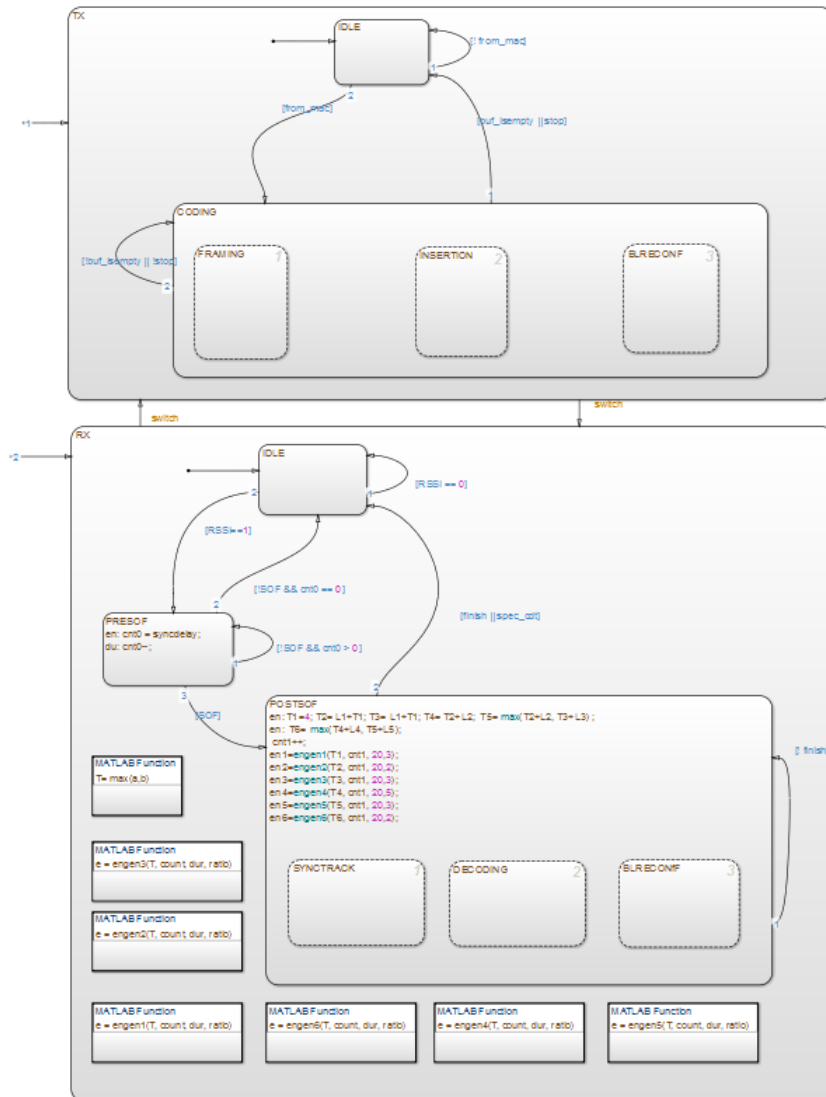 TX
IDLE
[! from_mac]
1
2
[from_mac]
[buf_isempty ||stop]
1
1
CODING
[!buf_isempty || !stop]
2
FRAMING
1
INSERTION
2
BLRECONF
3
switch
switch
RX
2
IDLE
1
2
[RSSI == 0]
[RSSI==1]
[!SOF && cnt0 == 0]
2
[finish ||spec_cdt]
PRESOF
en: cnt0 = syncdelay;
du: cnt0--;
1
[!SOF && cnt0 > 0]
3
[SOF]
2
POSTSOF
en: T1=4; T2= L1+T1; T3= L1+T1; T4= T2+L2; T5= max(T2+L2, T3+L3) ;
en: T6= max(T4+L4, T5+L5);
cnt1++;
en1=engen1(T1, cnt1, 20,3);
en2=engen2(T2, cnt1, 20,2);
en3=engen3(T3, cnt1, 20,3);
en4=engen4(T4, cnt1, 20,5);
en5=engen5(T5, cnt1, 20,3);
en6=engen6(T6, cnt1, 20,2);
[! finish
1
SYNCTRACK
1
DECODING
2
BLRECONF
3
MATLAB Function
T= max(a,b)
MATLAB Function
e = engen3(T, count, dur, ratio)
MATLAB Function
e = engen2(T, count, dur, ratio)
MATLAB Function
e = engen1(T, count, dur, ratio)
MATLAB Function
e = engen6(T, count, dur, ratio)
MATLAB Function
e = engen4(T, count, dur, ratio)
MATLAB Function
e = engen5(T, count, dur, ratio)